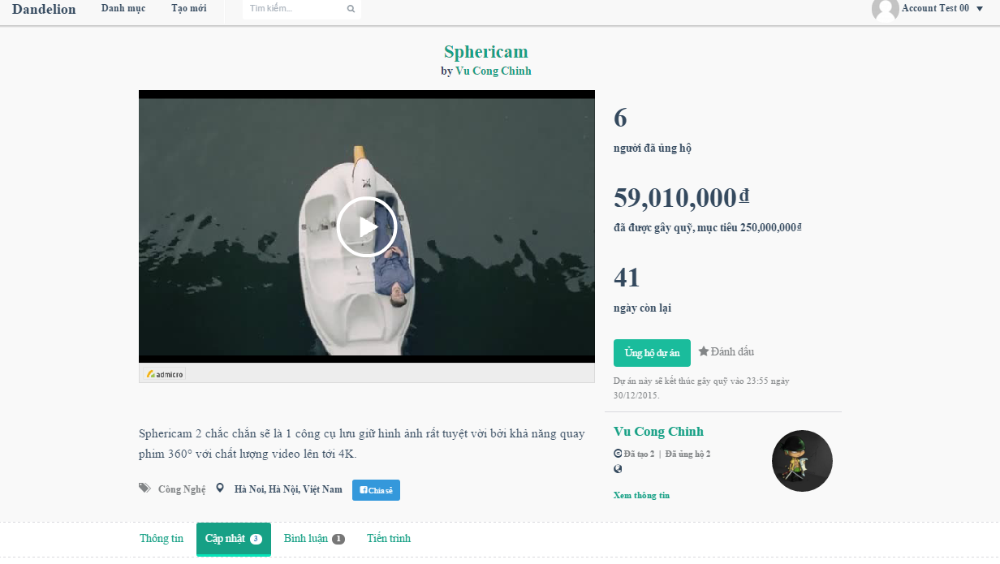 Dandelion Danh mục Tạo mới Tìm kiếm... Account Test 00
Sphericam
by Vu Cong Chinh
6
người đã ủng hộ
59,010,000₫
đã được gây quỹ, mục tiêu 250,000,000₫
41
ngày còn lại
Ủng hộ dự án Đánh dấu
Dự án này sẽ kết thúc gây quỹ vào 23:55 ngày
30/12/2015.
admicro
Sphericam 2 chắc chắn sẽ là 1 công cụ lưu giữ hình ảnh rất tuyệt vời bởi khả năng quay
phim 360° với chất lượng video lên tới 4K.
Công Nghệ Hà Noi, Hà Nội, Việt Nam Chia sẻ
Vu Cong Chinh
Đã tạo 2 | Đã ủng hộ 2
Xem thông tin
Thông tin Cập nhật 3 Bình luận 1 Tiến trình